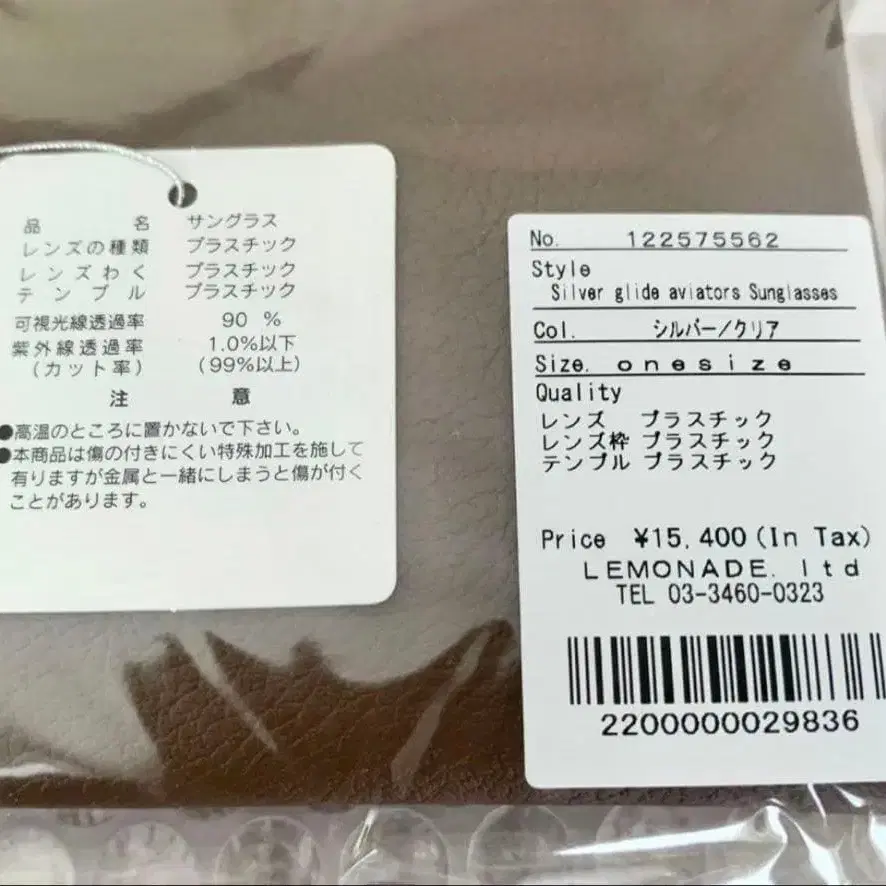 品 名 サングラス
レンズの種類 プラスチック
レンズわく プラスチック
テンプル プラスチック
可視光線透過率 90 %
紫外線透過率 1.0%以下
(カット率) (99%以上)
注 意
●高温のところに置かないで下さい。
●本商品は傷の付きにくい特殊加工を施して
有りますが金属と一緒にしまうと傷が付く
ことがあります。
No. 122575562
Style
Silver glide aviators Sunglasses
Col. シルバー/クリア
Size. onesize
Quality
レンズ プラスチック
レンズ枠 プラスチック
テンプル プラスチック
Price ¥15,400(In Tax)
LEMONADE. ltd
TEL 03-3460-0323
2200000029836